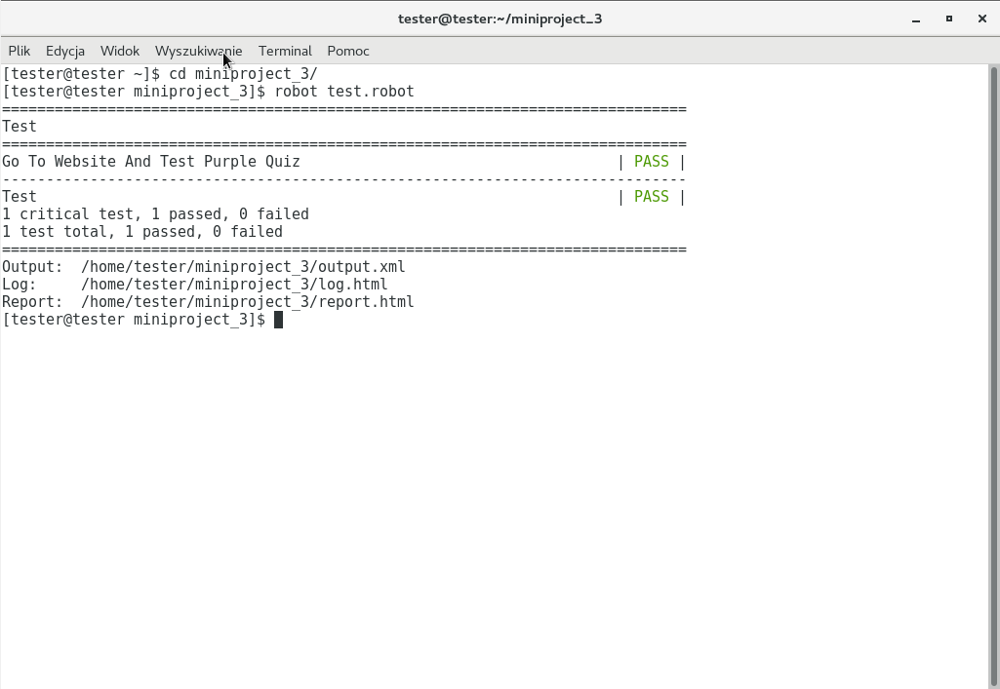 tester@tester:~/miniproject_3
Plik Edycja Widok Wyszukiwanie Terminal Pomoc
[tester@tester ~]$ cd miniproject_3/
[tester@tester miniproject_3]$ robot test.robot
==============================================================================
Test
==============================================================================
Go To Website And Test Purple Quiz                                    | PASS |
------------------------------------------------------------------------------
Test                                                                  | PASS |
1 critical test, 1 passed, 0 failed
1 test total, 1 passed, 0 failed
==============================================================================
Output:  /home/tester/miniproject_3/output.xml
Log:     /home/tester/miniproject_3/log.html
Report:  /home/tester/miniproject_3/report.html
[tester@tester miniproject_3]$